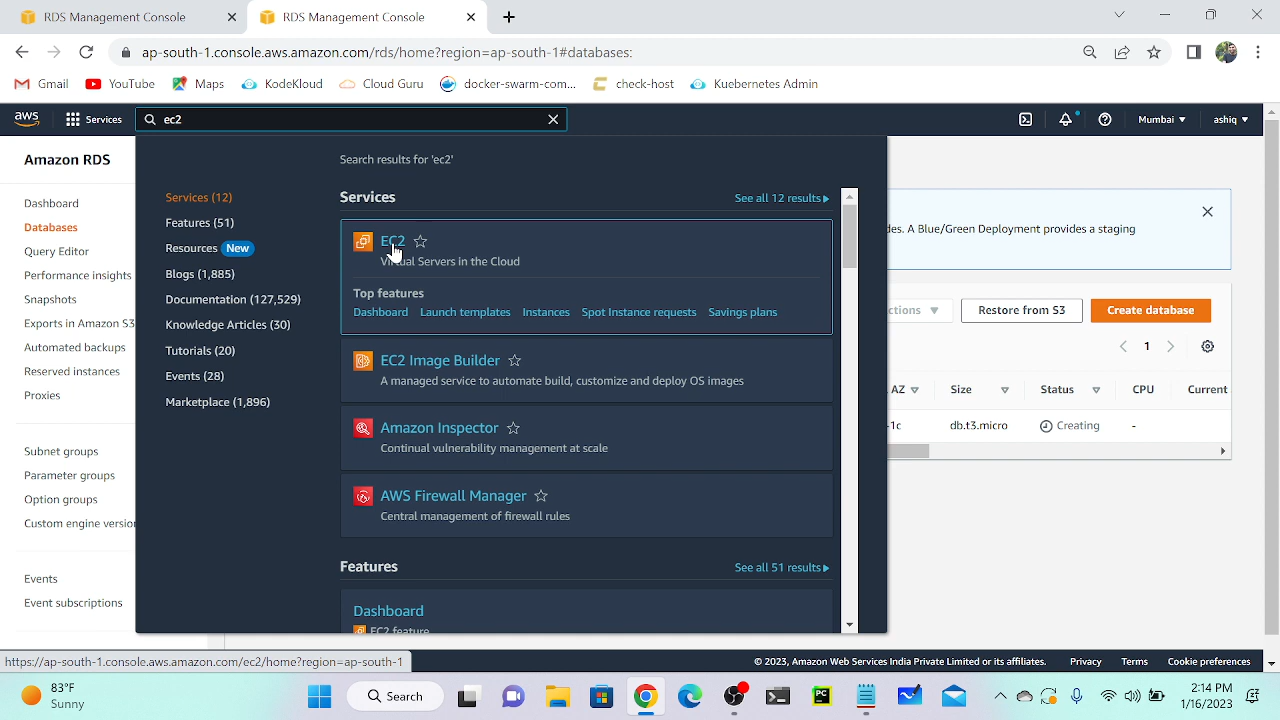 RDS Management Console
RDS Management Console
ap-south-1.console.aws.amazon.com/rds/home?region=ap-south-1#databases:
Gmail YouTube Maps KodeKloud Cloud Guru docker-swarm-com... check-host Kuebernetes Admin
aws Services ec2 Mumbai ashiq
Amazon RDS
Dashboard
Databases
Query Editor
Performance insights
Snapshots
Exports in Amazon S3
Automated backups
Reserved instances
Proxies
Subnet groups
Parameter groups
Option groups
Custom engine version
Events
Event subscriptions
Search results for 'ec2'
Services (12)
Features (51)
Resources New
Blogs (1,885)
Documentation (127,529)
Knowledge Articles (30)
Tutorials (20)
Events (28)
Marketplace (1,896)
Services See all 12 results
EC2
Virtual Servers in the Cloud
Top features
Dashboard Launch templates Instances Spot Instance requests Savings plans
EC2 Image Builder
A managed service to automate build, customize and deploy OS images
Amazon Inspector
Continual vulnerability management at scale
AWS Firewall Manager
Central management of firewall rules
Features See all 51 results
Dashboard
EC2 feature
des. A Blue/Green Deployment provides a staging
ctions Restore from S3 Create database
1
AZ Size Status CPU Current
-1c db.t3.micro Creating -
https://ap-south-1.console.aws.amazon.com/ec2/home?region=ap-south-1
© 2023, Amazon Web Services India Private Limited or its affiliates. Privacy Terms Cookie preferences
83°F
Sunny
Search
2:14 PM
1/16/2023